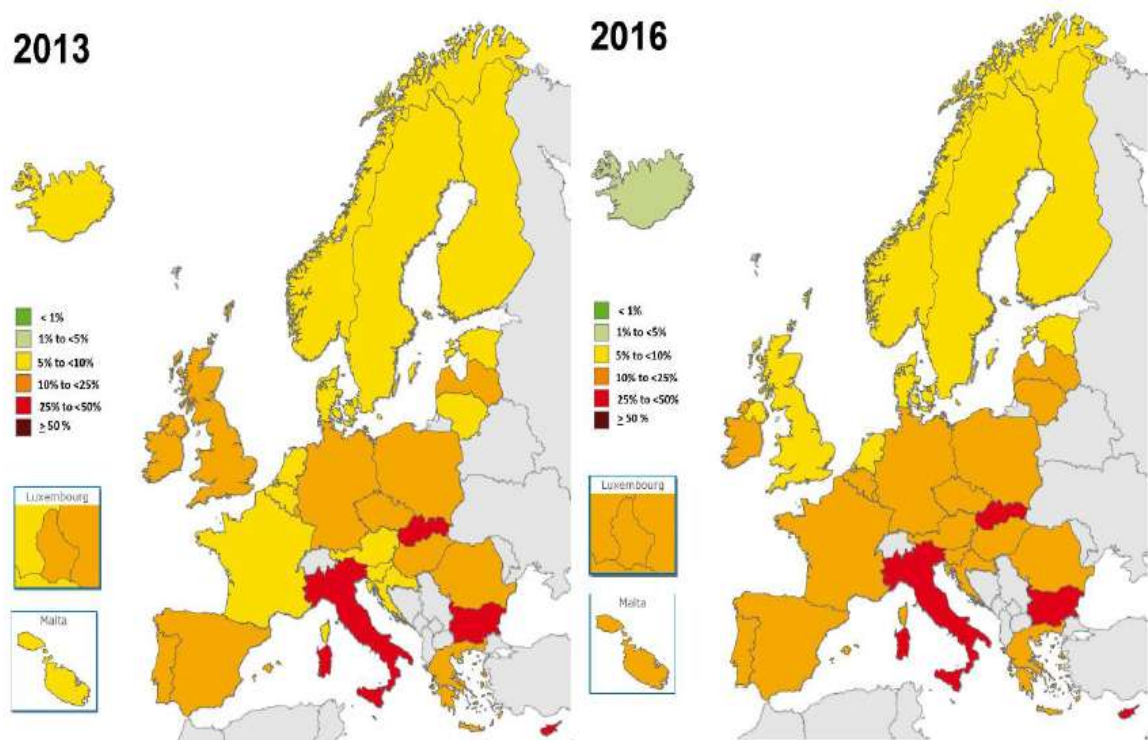 2013
< 1%
1% to <5%
5% to <10%
10% to <25%
25% to <50%
≥ 50 %
Luxembourg
Malta
2016
< 1%
1% to <5%
5% to <10%
10% to <25%
25% to <50%
≥ 50 %
Luxembourg
Malta